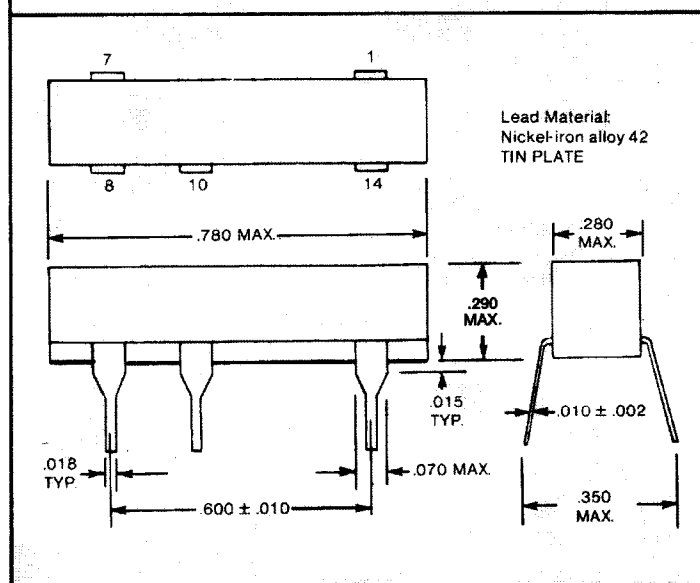 7
1
Lead Material:
Nickel-iron alloy 42
TIN PLATE
8
10
14
.780 MAX.
.280
MAX.
.290
MAX.
.015
TYP.
.010 ± .002
.018
TYP.
.070 MAX.
.600 ± .010
.350
MAX.